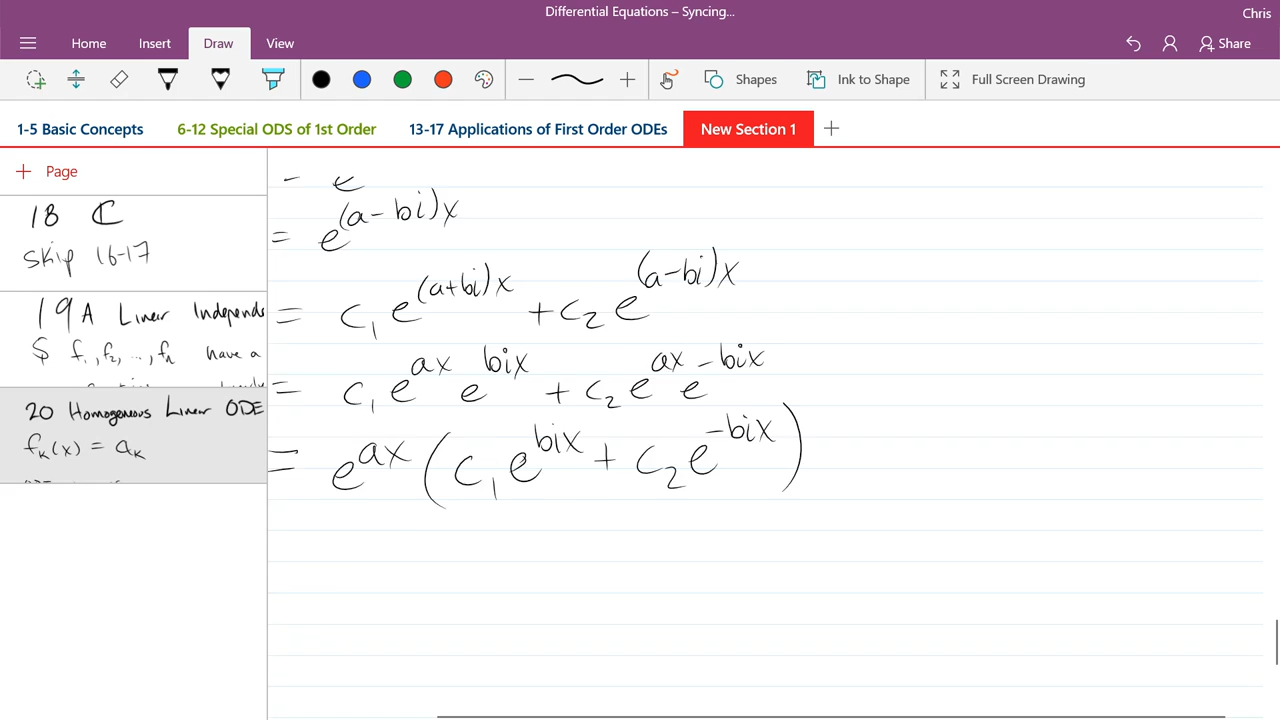 Differential Equations – Syncing...
Chris
Home Insert Draw View
Share
Shapes Ink to Shape Full Screen Drawing
1-5 Basic Concepts 6-12 Special ODS of 1st Order 13-17 Applications of First Order ODEs New Section 1
+ Page
18 ℂ
skip 16-17
19A Linear Independ
$ f₁, f₂, ..., fₙ have a
20 Homogeneous Linear ODE
fₖ(x) = aₖ
= e^(a-bi)x
= c₁e^(a+bi)x + c₂e^(a-bi)x
= c₁e^ax e^bix + c₂e^ax e^-bix
= e^ax (c₁e^bix + c₂e^-bix)